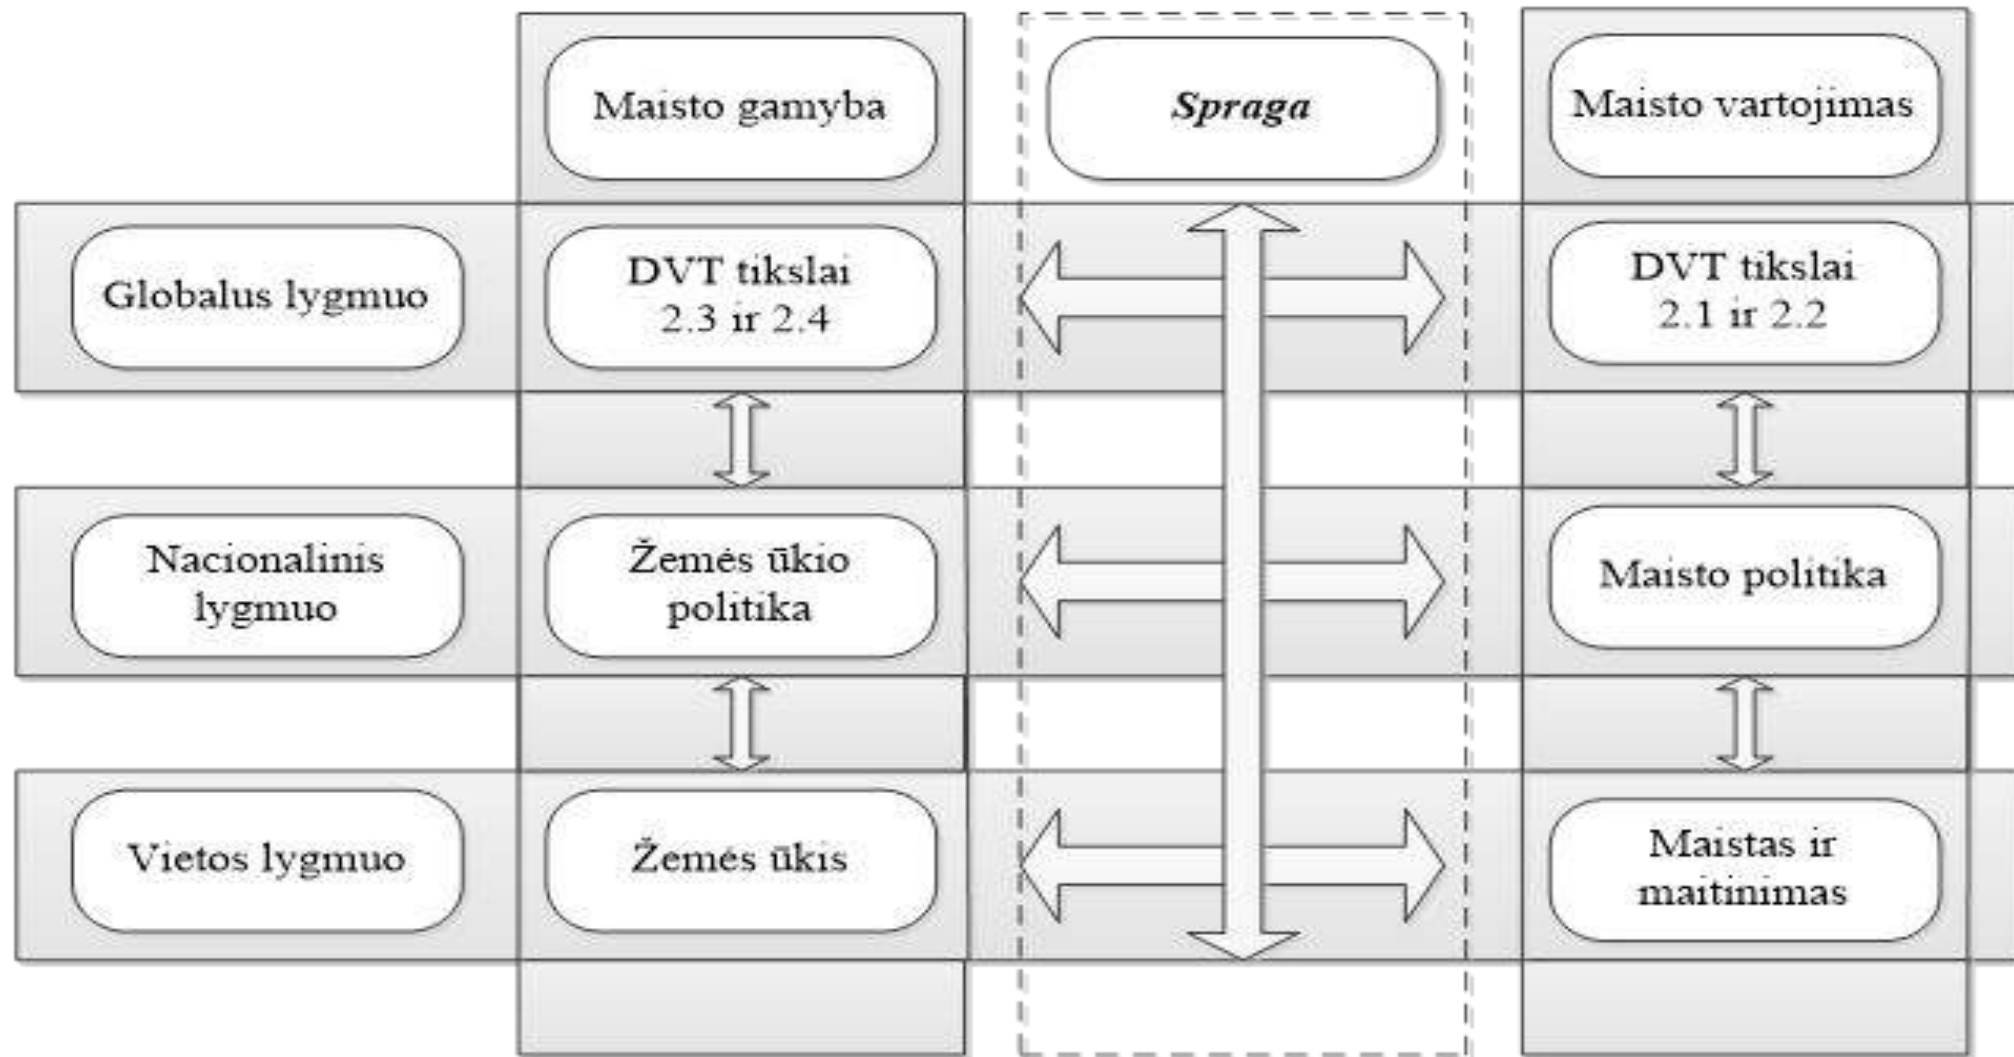 Maisto gamyba
Spraga
Maisto vartojimas
Globalus lygmuo
DVT tikslai
2.3 ir 2.4
DVT tikslai
2.1 ir 2.2
Nacionalinis
lygmuo
Žemės ūkio
politika
Maisto politika
Vietos lygmuo
Žemės ūkis
Maistas ir
maitinimas